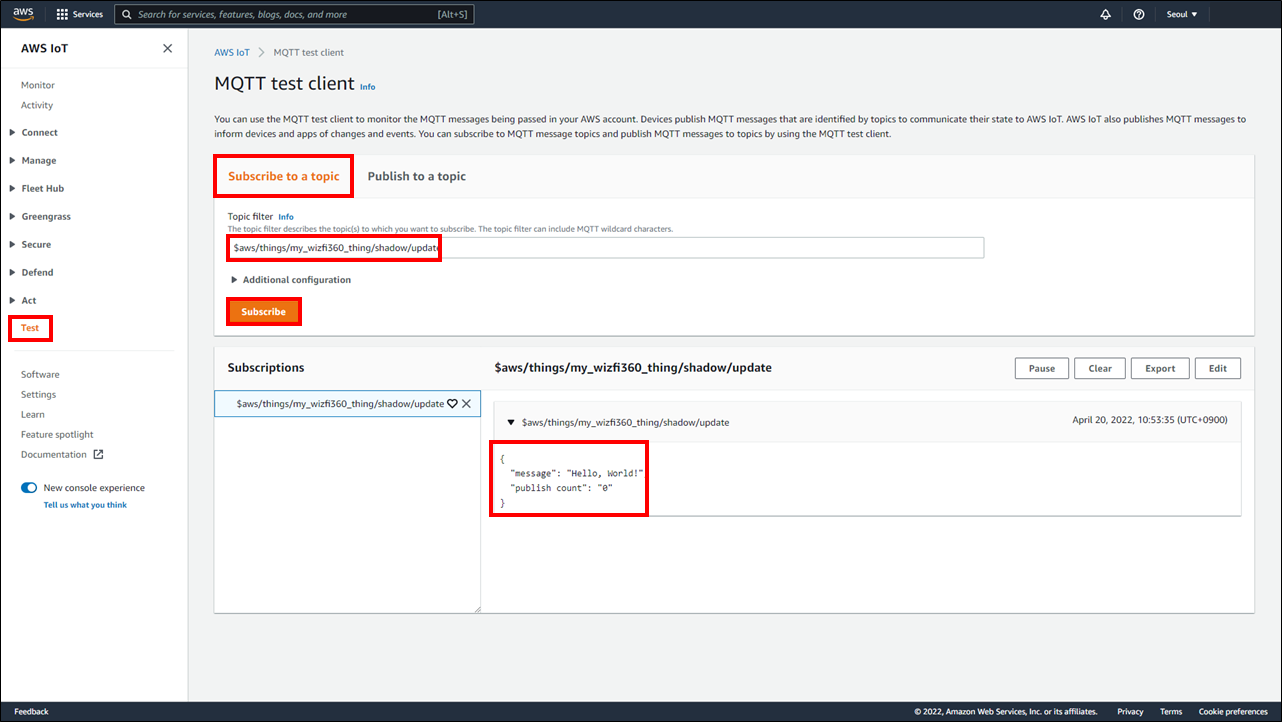 aws
Services
Search for services, features, blogs, docs, and more
[Alt+S]
Seoul
AWS IoT
Monitor
Activity
Connect
Manage
Fleet Hub
Greengrass
Secure
Defend
Act
Test
Software
Settings
Learn
Feature spotlight
Documentation
New console experience
Tell us what you think
AWS IoT
MQTT test client
MQTT test client Info
You can use the MQTT test client to monitor the MQTT messages being passed in your AWS account. Devices publish MQTT messages that are identified by topics to communicate their state to AWS IoT. AWS IoT also publishes MQTT messages to
inform devices and apps of changes and events. You can subscribe to MQTT message topics and publish MQTT messages to topics by using the MQTT test client.
Subscribe to a topic
Publish to a topic
Topic filter Info
The topic filter describes the topic(s) to which you want to subscribe. The topic filter can include MQTT wildcard characters.
$aws/things/my_wizfi360_thing/shadow/update
Additional configuration
Subscribe
Subscriptions
$aws/things/my_wizfi360_thing/shadow/update
$aws/things/my_wizfi360_thing/shadow/update
Pause
Clear
Export
Edit
$aws/things/my_wizfi360_thing/shadow/update
April 20, 2022, 10:53:35 (UTC+0900)
{
"message": "Hello, World!"
"publish count": "0"
}
Feedback
© 2022, Amazon Web Services, Inc. or its affiliates.
Privacy
Terms
Cookie preferences